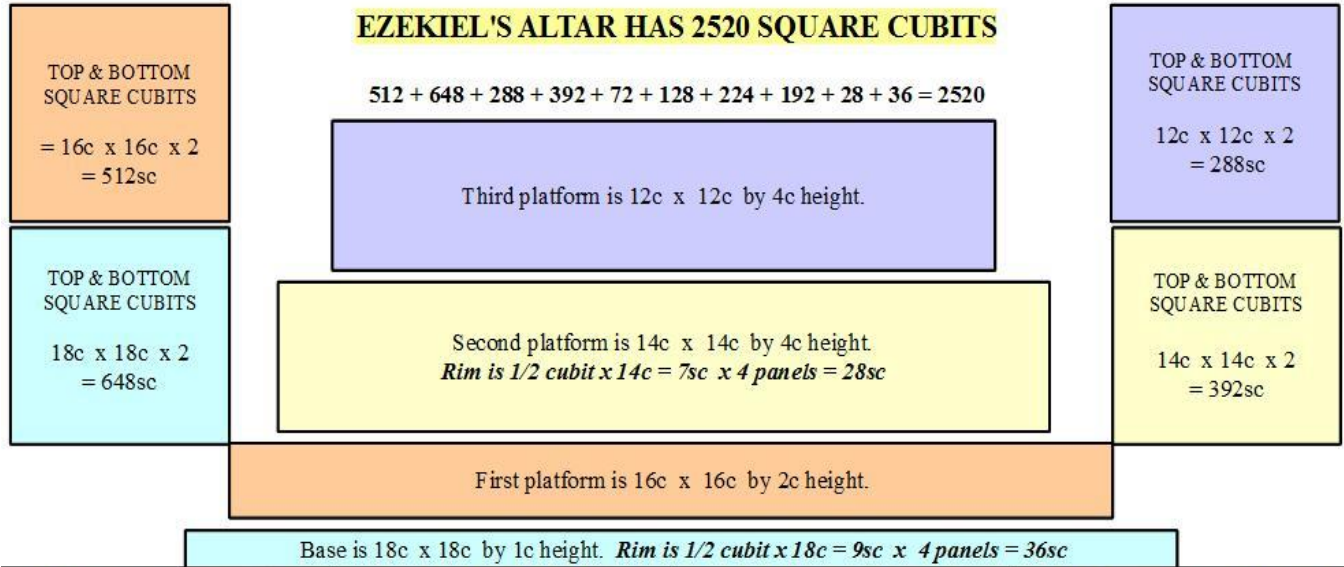 EZEKIEL'S ALTAR HAS 2520 SQUARE CUBITS
512 + 648 + 288 + 392 + 72 + 128 + 224 + 192 + 28 + 36 = 2520
TOP & BOTTOM
SQUARE CUBITS
= 16c x 16c x 2
= 512sc
TOP & BOTTOM
SQUARE CUBITS
12c x 12c x 2
= 288sc
Third platform is 12c x 12c by 4c height.
TOP & BOTTOM
SQUARE CUBITS
18c x 18c x 2
= 648sc
Second platform is 14c x 14c by 4c height.
Rim is 1/2 cubit x 14c = 7sc x 4 panels = 28sc
TOP & BOTTOM
SQUARE CUBITS
14c x 14c x 2
= 392sc
First platform is 16c x 16c by 2c height.
Base is 18c x 18c by 1c height. Rim is 1/2 cubit x 18c = 9sc x 4 panels = 36sc